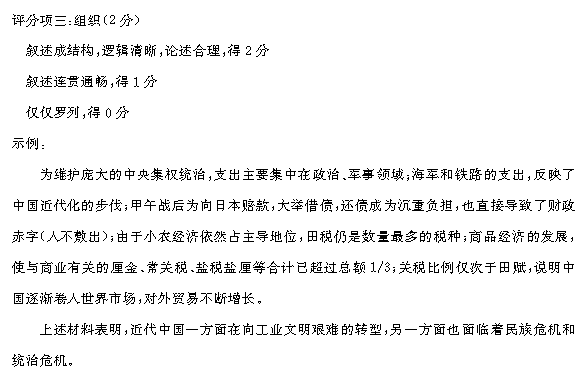 评分项三:组织(2分)
叙述成结构,逻辑清晰,论述合理,得2分
叙述连贯通畅,得1分
仅仅罗列,得0分
示例:
为维护庞大的中央集权统治,支出主要集中在政治、军事领域;海军和铁路的支出,反映了
中国近代化的步伐;甲午战后为向日本赔款,大举借债,还债成为沉重负担,也直接导致了财政
赤字(人不敷出);由于小农经济依然占主导地位,田税仍是数量最多的税种;商品经济的发展,
使与商业有关的厘金、常关税、盐税盐厘等合计已超过总额1/3;关税比例仅次于田赋,说明中
国逐渐卷人世界市场,对外贸易不断增长。
上述材料表明,近代中国一方面在向工业文明艰难的转型,另一方面也面临着民族危机和
统治危机。